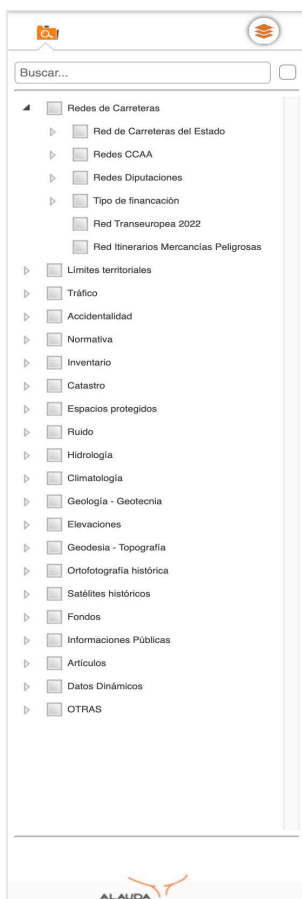 Buscar...
Redes de Carreteras
Red de Carreteras del Estado
Redes CCAA
Redes Diputaciones
Tipo de financación
Red Transeuropea 2022
Red Itinerarios Mercancías Peligrosas
Límites territoriales
Tráfico
Accidentalidad
Normativa
Inventario
Catastro
Espacios protegidos
Ruido
Hidrología
Climatología
Geología - Geotecnia
Elevaciones
Geodesia - Topografía
Ortofotografía histórica
Satélites históricos
Fondos
Informaciones Públicas
Artículos
Datos Dinámicos
OTRAS
ALAUDA